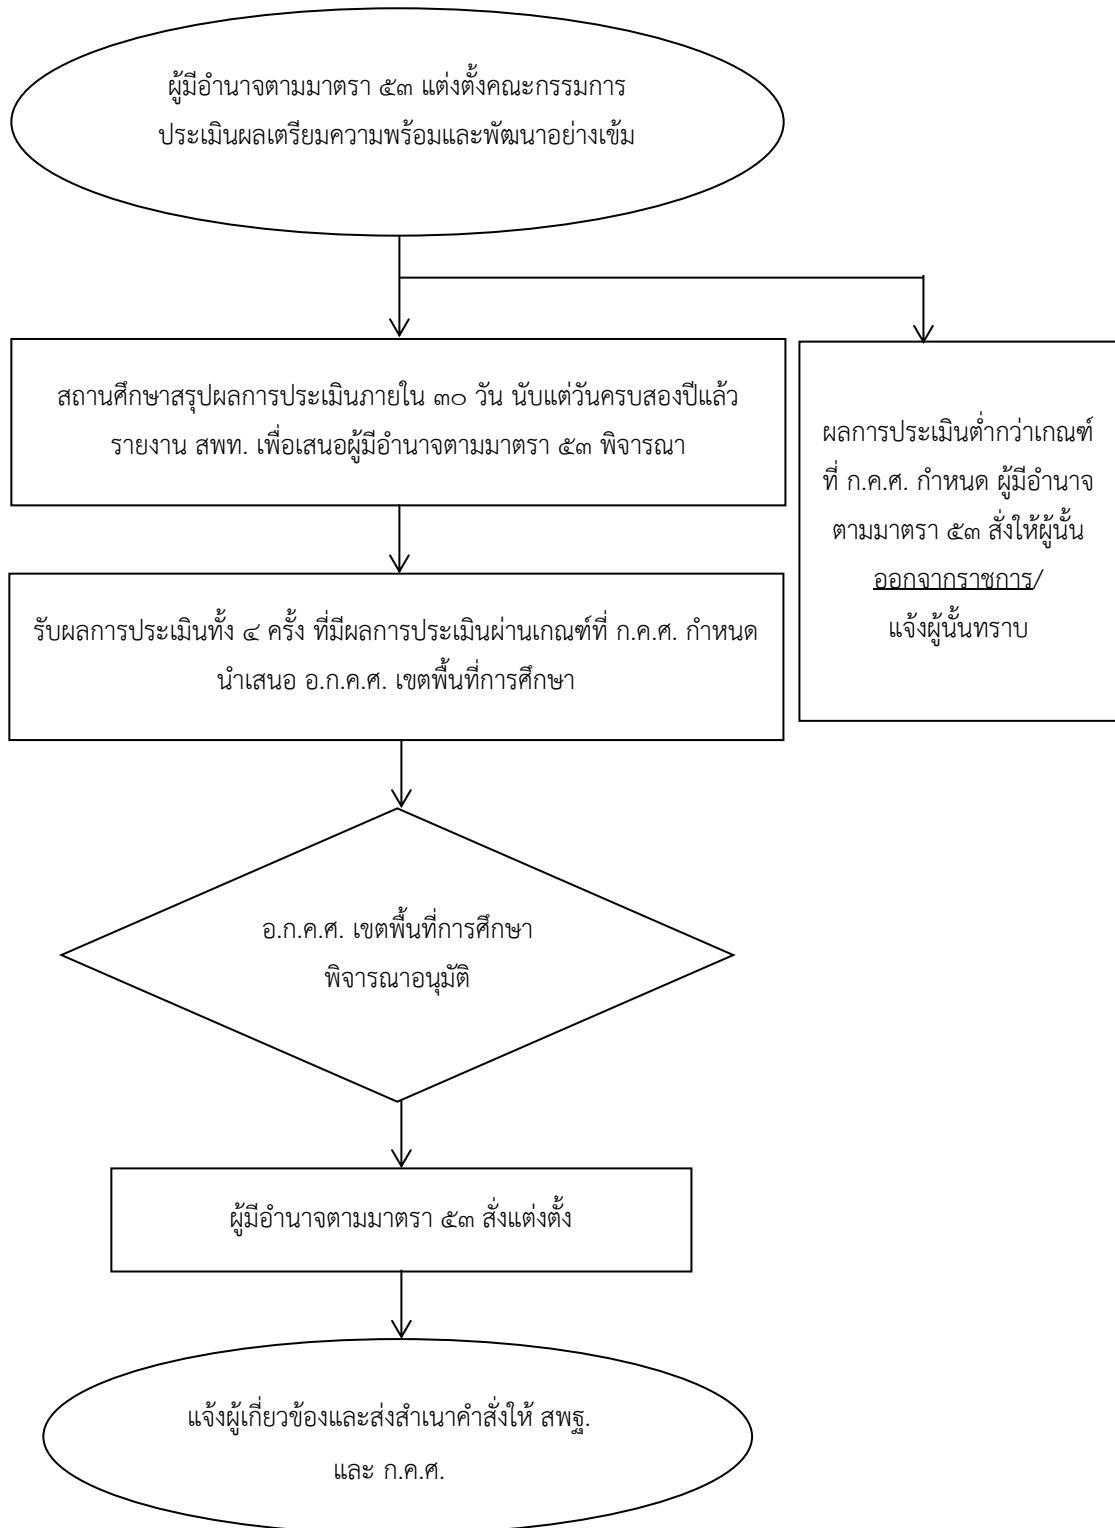 ผู้มีอำนาจตามมาตรา ๕๓ แต่งตั้งคณะกรรมการ
ประเมินผลเตรียมความพร้อมและพัฒนาอย่างเข้ม
สถานศึกษาสรุปผลการประเมินภายใน ๓๐ วัน นับแต่วันครบสองปีแล้ว
รายงาน สพท. เพื่อเสนอผู้มีอำนาจตามมาตรา ๕๓ พิจารณา
ผลการประเมินต่ำกว่าเกณฑ์
ที่ ก.ค.ศ. กำหนด ผู้มีอำนาจ
ตามมาตรา ๕๓ สั่งให้ผู้นั้น
ออกจากราชการ/
แจ้งผู้นั้นทราบ
รับผลการประเมินทั้ง ๔ ครั้ง ที่มีผลการประเมินผ่านเกณฑ์ที่ ก.ค.ศ. กำหนด
นำเสนอ อ.ก.ค.ศ. เขตพื้นที่การศึกษา
อ.ก.ค.ศ. เขตพื้นที่การศึกษา
พิจารณาอนุมัติ
ผู้มีอำนาจตามมาตรา ๕๓ สั่งแต่งตั้ง
แจ้งผู้เกี่ยวข้องและส่งสำเนาคำสั่งให้ สพฐ.
และ ก.ค.ศ.